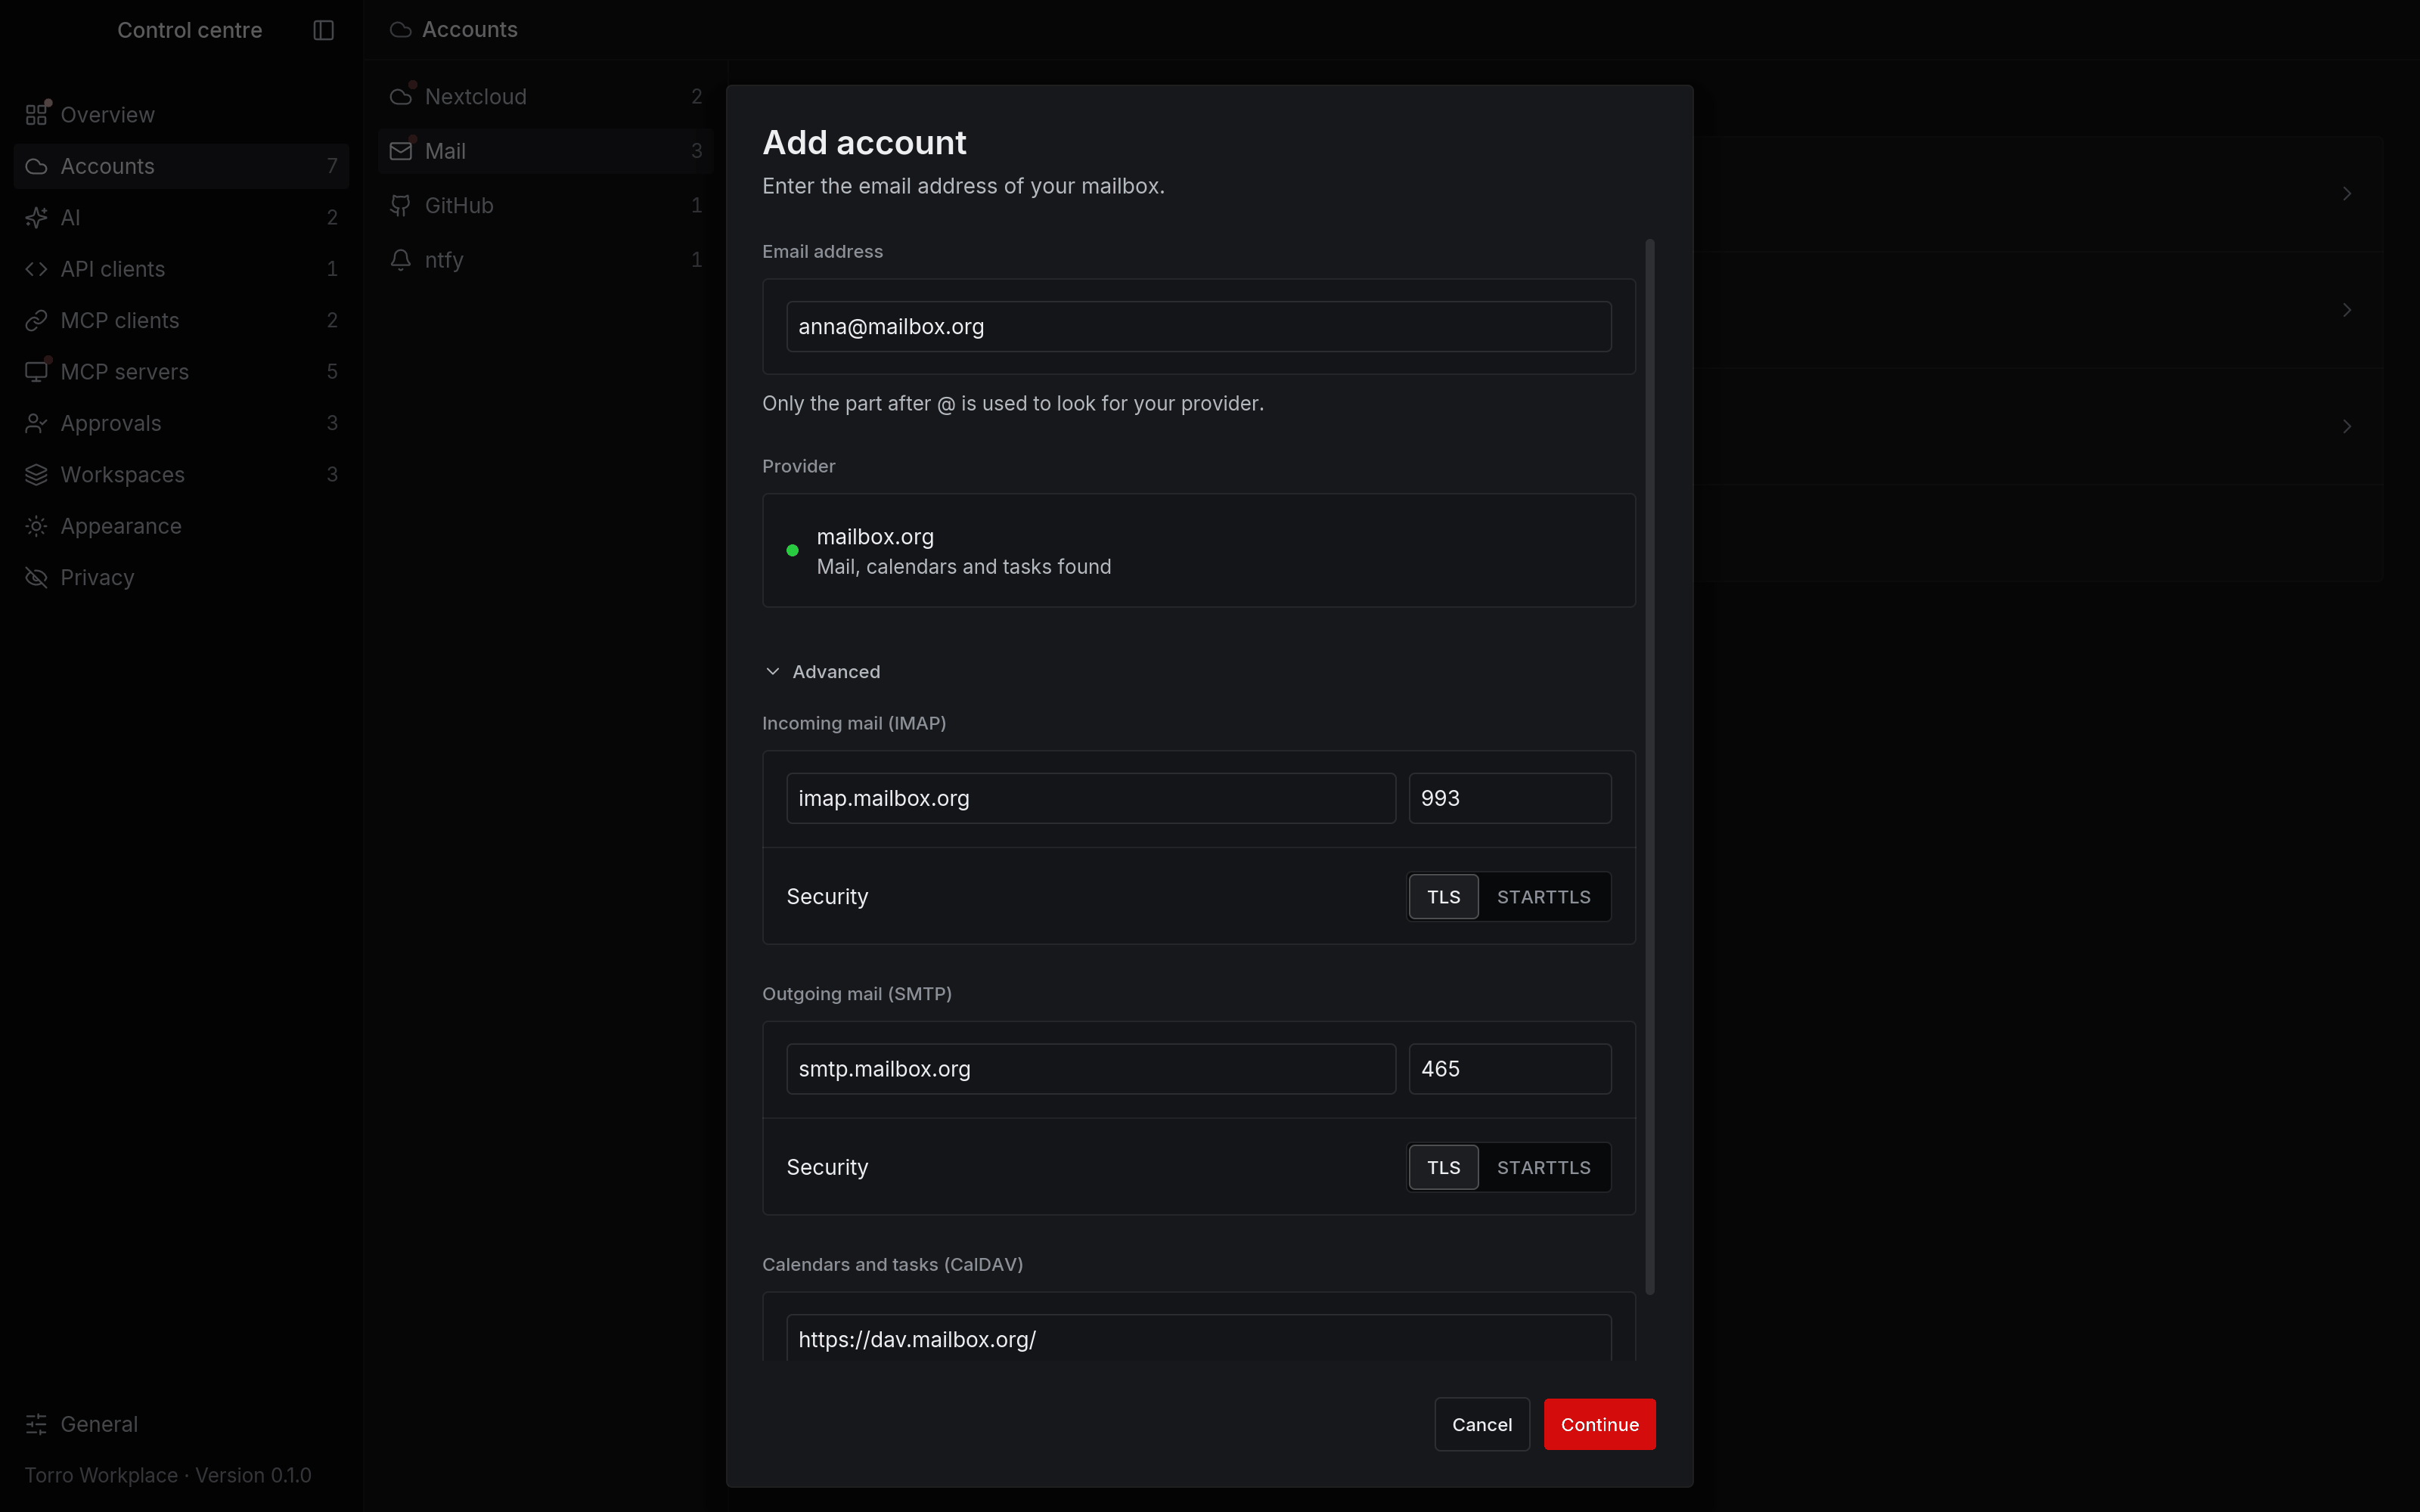 Control centre
Overview
Accounts 7
AI 2
API clients 1
MCP clients 2
MCP servers 5
Approvals 3
Workspaces 3
Appearance
Privacy
General
Torro Workplace · Version 0.1.0
Accounts
Nextcloud 2
Mail 3
GitHub 1
ntfy 1
Add account
Enter the email address of your mailbox.
Email address
anna@mailbox.org
Only the part after @ is used to look for your provider.
Provider
mailbox.org
Mail, calendars and tasks found
Advanced
Incoming mail (IMAP)
imap.mailbox.org 993
Security TLS STARTTLS
Outgoing mail (SMTP)
smtp.mailbox.org 465
Security TLS STARTTLS
Calendars and tasks (CalDAV)
https://dav.mailbox.org/
Cancel Continue